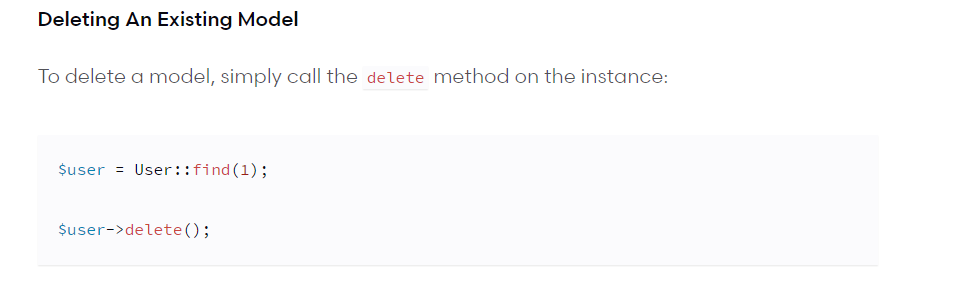 Deleting An Existing Model
To delete a model, simply call the delete method on the instance:
$user = User::find(1);
$user->delete();